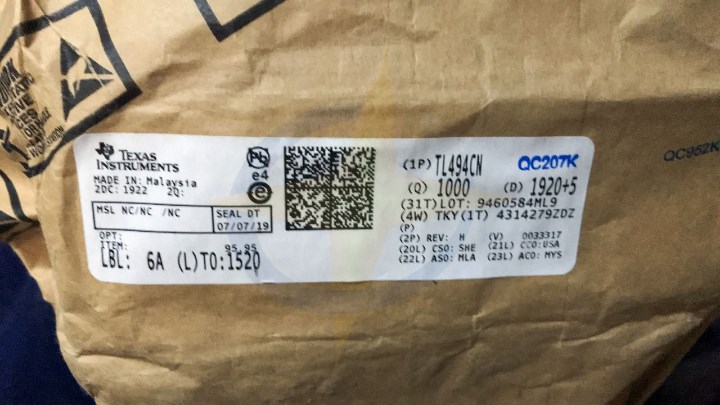 TEXAS
INSTRUMENTS
MADE IN: Malaysia
2DC: 1922 2Q:
MSL NC/NC /NC
SEAL DT
07/07/19
OPT:
ITEM: 95.95
LBL: 6A (L)TO:1520
Pb
e4
e
(1P) TL494CN QC207K
(Q) 1000 (D) 1920+5
(31T)LOT: 9460584ML9
(4W) TKY(1T) 4314279ZDZ
(P)
(2P) REV: H (V) 0033317
(20L) CSO: SHE (21L) CCO:USA
(22L) ASO: MLA (23L) ACO: MYS
QC952K